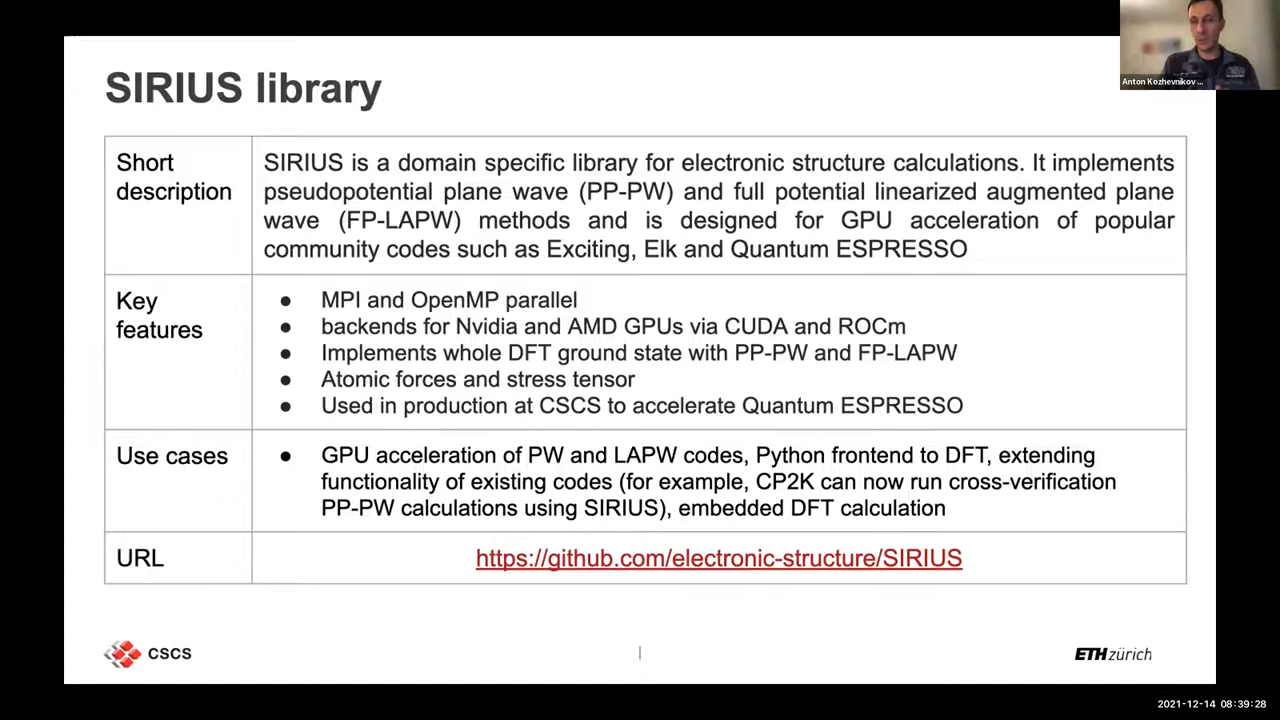 SIRIUS library
Anton Kozhevnikov ...
Short
description
SIRIUS is a domain specific library for electronic structure calculations. It implements
pseudopotential plane wave (PP-PW) and full potential linearized augmented plane
wave (FP-LAPW) methods and is designed for GPU acceleration of popular
community codes such as Exciting, Elk and Quantum ESPRESSO
Key
features
● MPI and OpenMP parallel
● backends for Nvidia and AMD GPUs via CUDA and ROCm
● Implements whole DFT ground state with PP-PW and FP-LAPW
● Atomic forces and stress tensor
● Used in production at CSCS to accelerate Quantum ESPRESSO
Use cases
● GPU acceleration of PW and LAPW codes, Python frontend to DFT, extending
functionality of existing codes (for example, CP2K can now run cross-verification
PP-PW calculations using SIRIUS), embedded DFT calculation
URL
https://github.com/electronic-structure/SIRIUS
CSCS
|
ETH zürich
2021-12-14 08:39:28